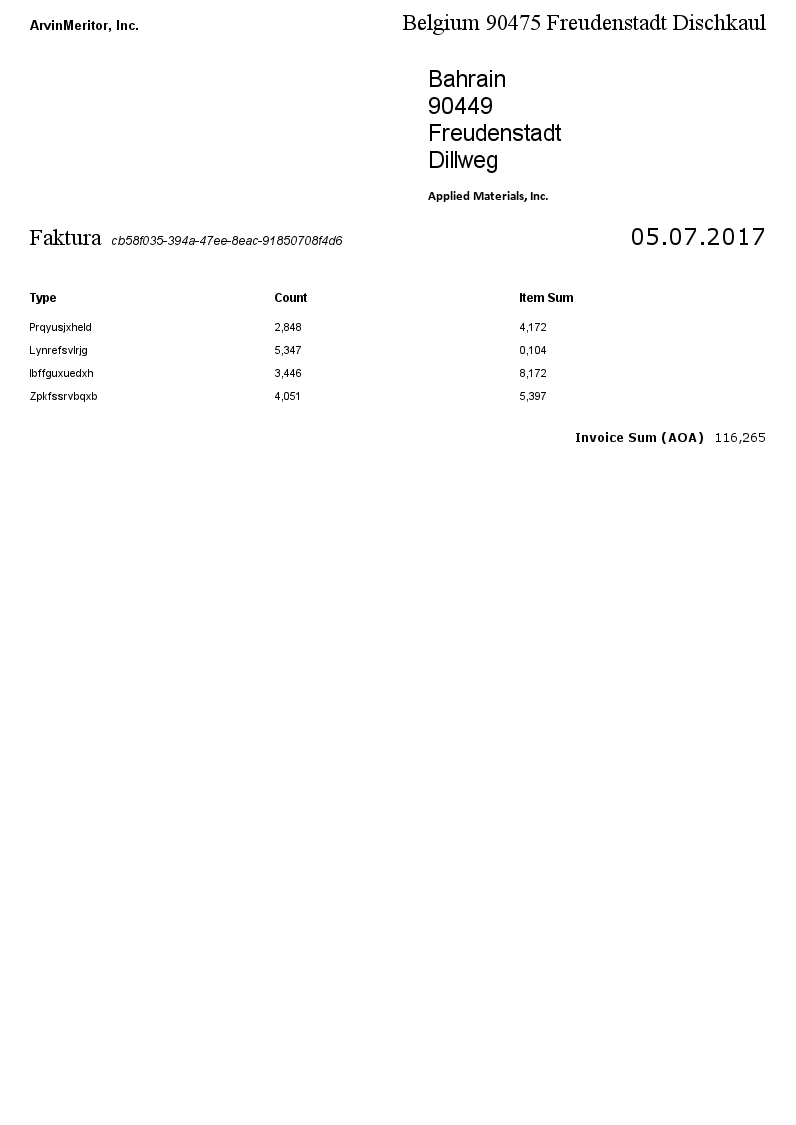 ArvinMeritor, Inc. Belgium 90475 Freudenstadt Dischkaul
Bahrain
90449
Freudenstadt
Dillweg
Applied Materials, Inc.
Faktura cb58f035-394a-47ee-8eac-91850708f4d6 05.07.2017
Type Count Item Sum
Prqyusjxheld 2,848 4,172
Lynrefsvlrjg 5,347 0,104
Ibffguxuedxh 3,446 8,172
Zpkfssrvbqxb 4,051 5,397
Invoice Sum (AOA) 116,265